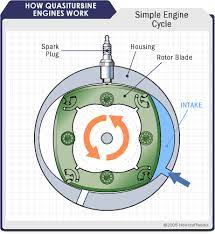 HOW QUASITURBINE
ENGINES WORK
Simple Engine
Cycle
Spark
Plug
Housing
Rotor Blade
INTAKE
©2005 HowStuffWorks